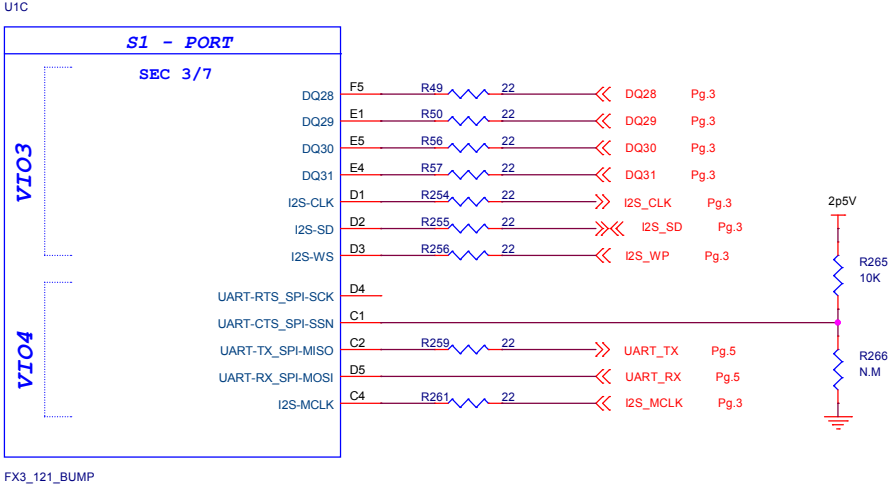 U1C
S1 - PORT
SEC 3/7
VIO3
DQ28 F5 R49 22 DQ28 Pg.3
DQ29 E1 R50 22 DQ29 Pg.3
DQ30 E5 R56 22 DQ30 Pg.3
DQ31 E4 R57 22 DQ31 Pg.3
I2S-CLK D1 R254 22 I2S_CLK Pg.3
I2S-SD D2 R255 22 I2S_SD Pg.3
I2S-WS D3 R256 22 I2S_WP Pg.3
2p5V
R265
10K
VIO4
UART-RTS_SPI-SCK D4
UART-CTS_SPI-SSN C1
UART-TX_SPI-MISO C2 R259 22 UART_TX Pg.5
UART-RX_SPI-MOSI D5 UART_RX Pg.5
I2S-MCLK C4 R261 22 I2S_MCLK Pg.3
R266
N.M
FX3_121_BUMP